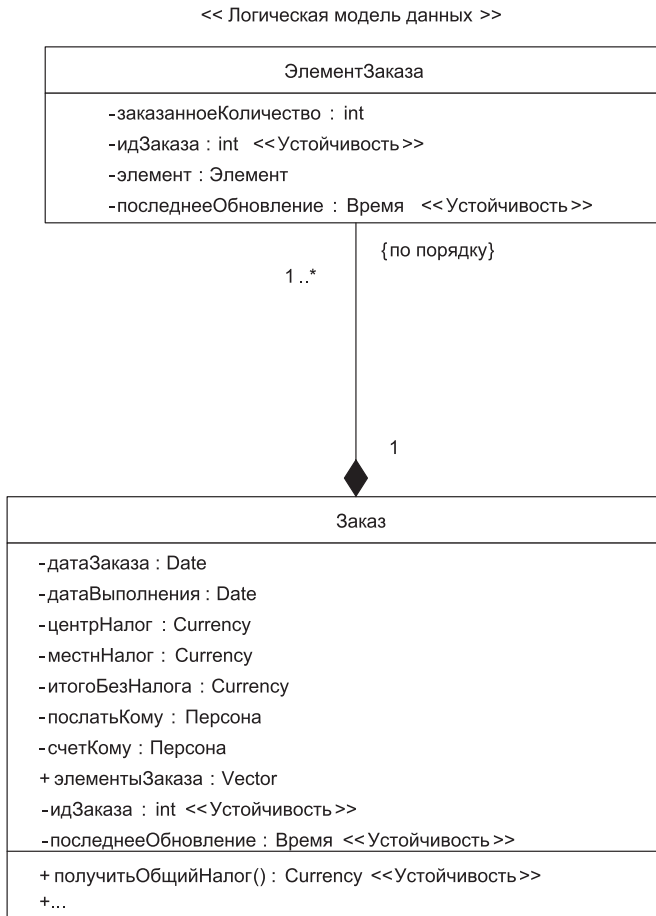 << Логическая модель данных >>
ЭлементЗаказа
-заказанноеКоличество : int
-идЗаказа : int <<Устойчивость>>
-элемент : Элемент
-последнееОбновление : Время <<Устойчивость>>
{по порядку}
1..*
1
Заказ
-датаЗаказа : Date
-датаВыполнения : Date
-центрНалог : Currency
-местнНалог : Currency
-итогоБезНалога : Currency
-послатьКому : Персона
-счетКому : Персона
+элементыЗаказа : Vector
-идЗаказа : int <<Устойчивость>>
-последнееОбновление : Время <<Устойчивость>>
+получитьОбщийНалог() : Currency <<Устойчивость>>
+...